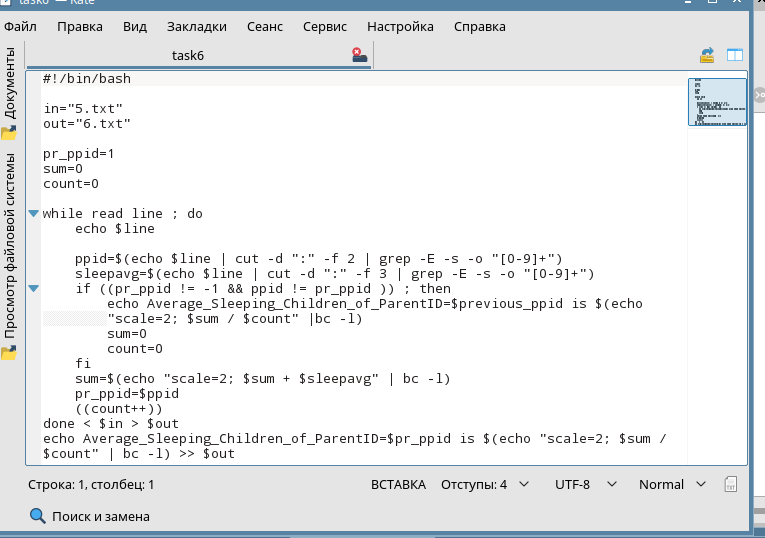 task6 — Kate
Файл Правка Вид Закладки Сеанс Сервис Настройка Справка
Документы
Просмотр файловой системы
task6
#!/bin/bash
in="5.txt"
out="6.txt"
pr_ppid=1
sum=0
count=0
while read line ; do
echo $line
ppid=$(echo $line | cut -d ":" -f 2 | grep -E -s -o "[0-9]+")
sleepavg=$(echo $line | cut -d ":" -f 3 | grep -E -s -o "[0-9]+")
if ((pr_ppid != -1 && ppid != pr_ppid )) ; then
echo Average_Sleeping_Children_of_ParentID=$previous_ppid is $(echo
"scale=2; $sum / $count" |bc -l)
sum=0
count=0
fi
sum=$(echo "scale=2; $sum + $sleepavg" | bc -l)
pr_ppid=$ppid
((count++))
done < $in > $out
echo Average_Sleeping_Children_of_ParentID=$pr_ppid is $(echo "scale=2; $sum /
$count" | bc -l) >> $out
Строка: 1, столбец: 1 ВСТАВКА Отступы: 4 UTF-8 Normal
Поиск и замена